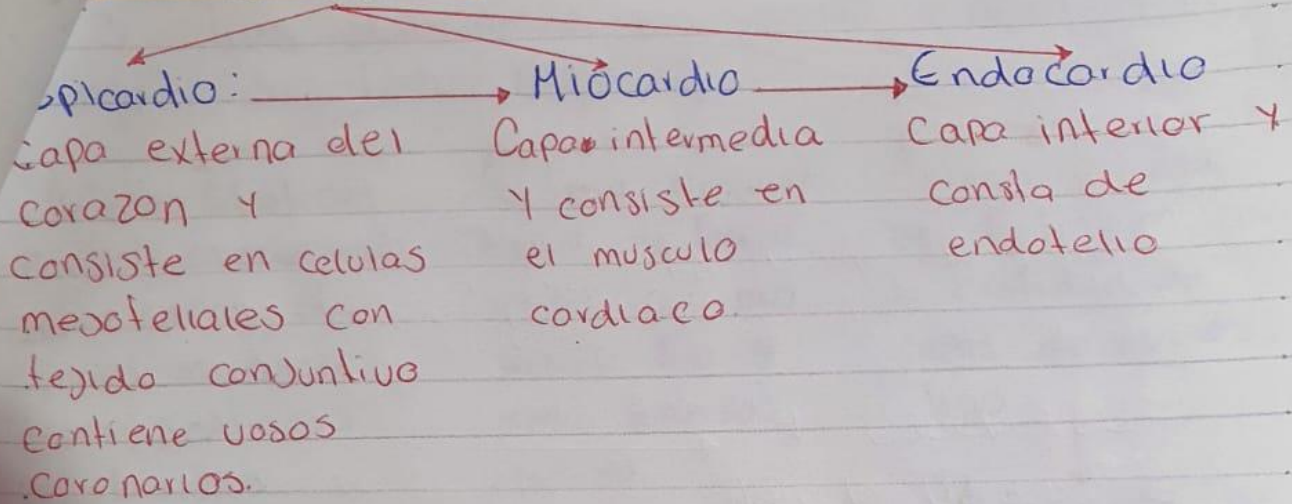 Epicardio:
Capa externa del
corazon y
consiste en celulas
mesoteliales con
tejido conjuntivo
contiene vasos
coronarios.
Miocardio
Capa intermedia
y consiste en
el musculo
cardiaco.
Endocardio
Capa interior y
consta de
endotelio